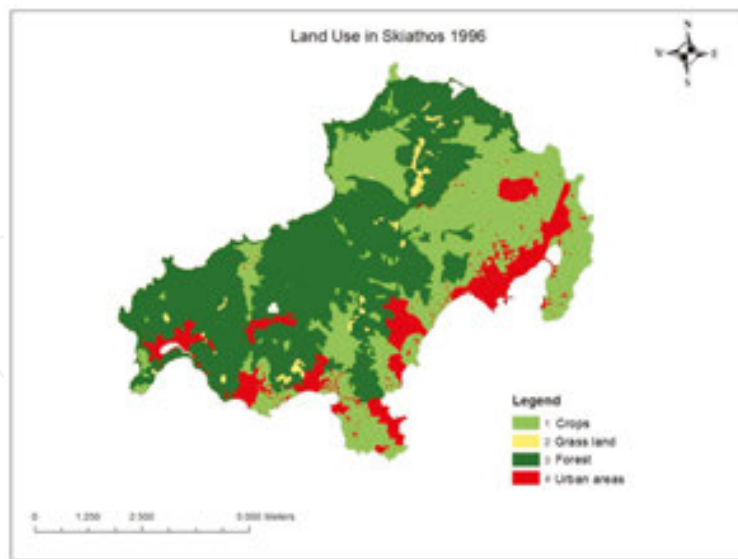 Land Use in Skiathos 1996
N
W E
S
Legend
1 Crops
2 Grass land
3 Forest
4 Urban areas
0 1.250 2.500 5.000 Meters